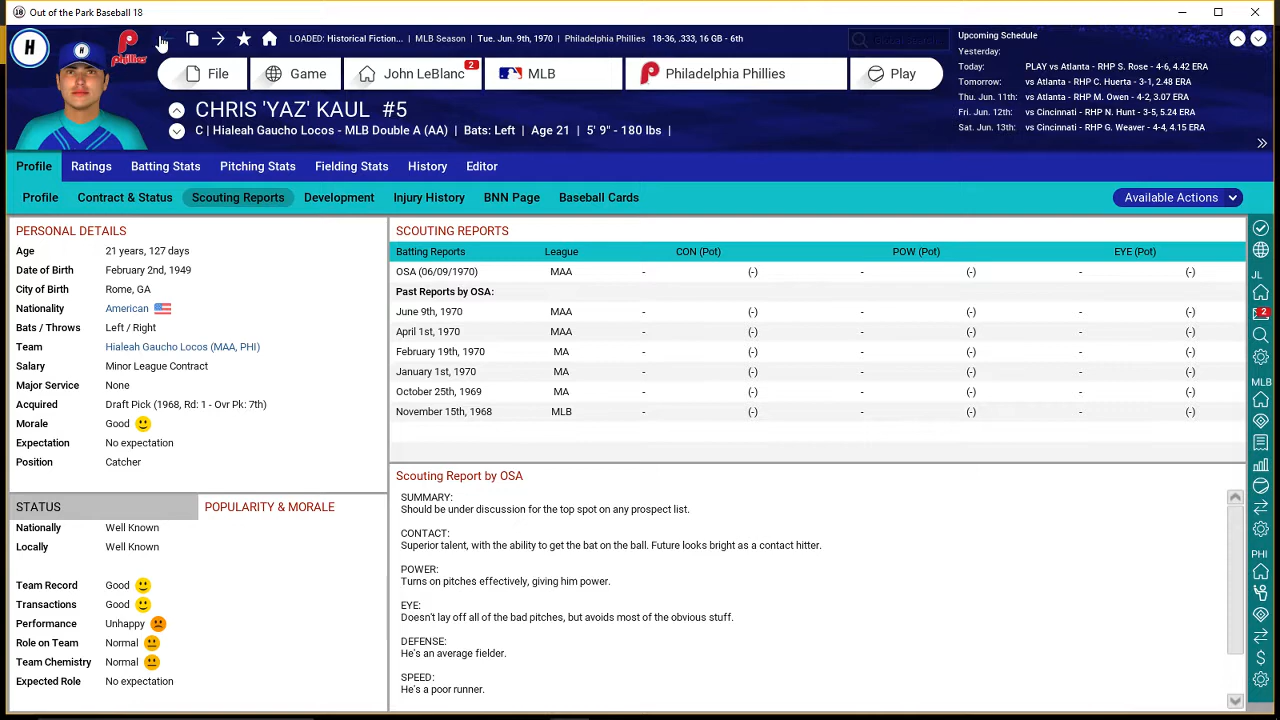 Out of the Park Baseball 18
LOADED: Historical Fiction... | MLB Season | Tue. Jun. 9th, 1970 | Philadelphia Phillies 18-36, .333, 16 GB - 6th
Upcoming Schedule
Yesterday:
Today: PLAY vs Atlanta - RHP S. Rose - 4-6, 4.42 ERA
Tomorrow: vs Atlanta - RHP C. Huerta - 3-1, 2.48 ERA
Thu. Jun. 11th: vs Atlanta - RHP M. Owen - 4-2, 3.07 ERA
Fri. Jun. 12th: vs Cincinnati - RHP N. Hunt - 3-5, 5.24 ERA
Sat. Jun. 13th: vs Cincinnati - RHP G. Weaver - 4-4, 4.15 ERA
H
Phillies
File Game John LeBlanc 2 MLB Philadelphia Phillies Play
CHRIS 'YAZ' KAUL #5
C | Hialeah Gaucho Locos - MLB Double A (AA) | Bats: Left | Age 21 | 5' 9" - 180 lbs |
Profile Ratings Batting Stats Pitching Stats Fielding Stats History Editor
Profile Contract & Status Scouting Reports Development Injury History BNN Page Baseball Cards Available Actions
PERSONAL DETAILS
Age 21 years, 127 days
Date of Birth February 2nd, 1949
City of Birth Rome, GA
Nationality American
Bats / Throws Left / Right
Team Hialeah Gaucho Locos (MAA, PHI)
Salary Minor League Contract
Major Service None
Acquired Draft Pick (1968, Rd: 1 - Ovr Pk: 7th)
Morale Good
Expectation No expectation
Position Catcher
STATUS POPULARITY & MORALE
Nationally Well Known
Locally Well Known
Team Record Good
Transactions Good
Performance Unhappy
Role on Team Normal
Team Chemistry Normal
Expected Role No expectation
SCOUTING REPORTS
Batting Reports League CON (Pot) POW (Pot) EYE (Pot)
OSA (06/09/1970) MAA - (-) - (-) - (-)
Past Reports by OSA:
June 9th, 1970 MAA - (-) - (-) - (-)
April 1st, 1970 MAA - (-) - (-) - (-)
February 19th, 1970 MA - (-) - (-) - (-)
January 1st, 1970 MA - (-) - (-) - (-)
October 25th, 1969 MA - (-) - (-) - (-)
November 15th, 1968 MLB - (-) - (-) - (-)
Scouting Report by OSA
SUMMARY:
Should be under discussion for the top spot on any prospect list.
CONTACT:
Superior talent, with the ability to get the bat on the ball. Future looks bright as a contact hitter.
POWER:
Turns on pitches effectively, giving him power.
EYE:
Doesn't lay off all of the bad pitches, but avoids most of the obvious stuff.
DEFENSE:
He's an average fielder.
SPEED:
He's a poor runner.
JL
2
MLB
PHI